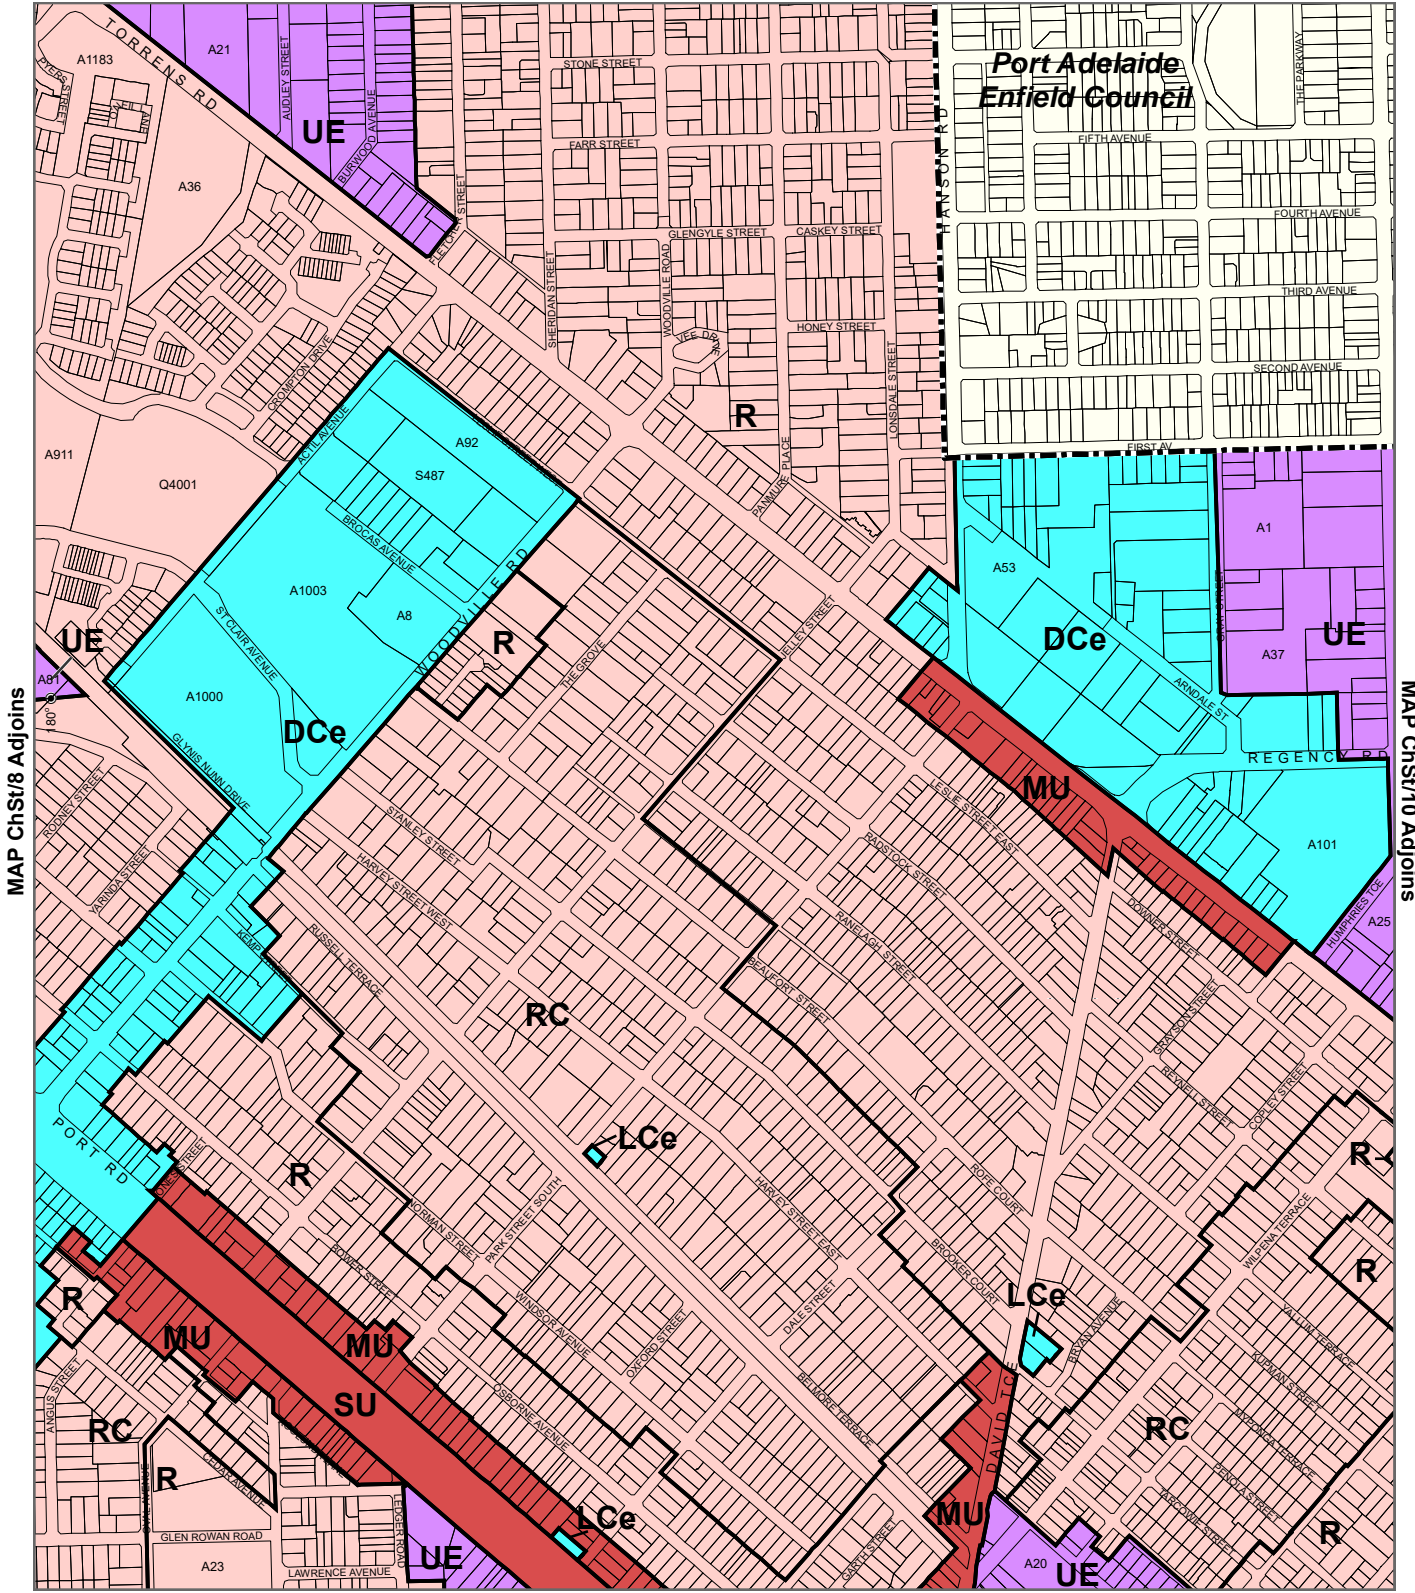 TORRENS RD
A1183
A21
AUDLEY STREET
PYERS STREET
UE
BURWOOD AVENUE
A36
FLETCHER STREET
STONE STREET
FARR STREET
GLENGYLE STREET
CASKEY STREET
SHERIDAN STREET
WOODVILLE ROAD
HONEY STREET
VEE DRIVE
LONSDALE STREET
R
PANMURE PLACE
Port Adelaide
Enfield Council
HANSON RD
THE PARKWAY
FIFTH AVENUE
FOURTH AVENUE
THIRD AVENUE
SECOND AVENUE
FIRST AV
CROMPTON DRIVE
ACTIL AVENUE
A911
Q4001
A92
S487
BROCAS AVENUE
A1003
A8
WOODVILLE RD
ST CLAIR AVENUE
A1000
DCe
GLYNIS NUNN DRIVE
UE
A81
180°
R
THE GROVE
ELLEY STREET
A53
DCe
A1
GRAY STREET
A37
UE
ARNDALE ST
REGENCY RD
A101
HUMPHRIES TCE
A25
MAP ChSt/8 Adjoins
MAP ChSt/10 Adjoins
MU
LESLIE STREET EAST
RADSTOCK STREET
DOWNER STREET
RANELAGH STREET
BEAUFORT STREET
GRAYSON STREET
REYNELL STREET
COPLEY STREET
RODNEY STREET
YARINDA STREET
STANLEY STREET
HARVEY STREET WEST
RUSSELL TERRACE
RC
LCe
PORT RD
JONES STREET
R
NORMAN STREET
PARK STREET SOUTH
HARVEY STREET EAST
ROFE COURT
BROOKER COURT
WILPENA TERRACE
R
R
LCe
BRYAN AVENUE
YALLUM TERRACE
KUPMAN STREET
MYPONGA TERRACE
PENOLA STREET
TARCOWIE STREET
RC
R
BOWER STREET
WINDSOR AVENUE
OXFORD STREET
DALE STREET
BELMORE TERRACE
OSBORNE AVENUE
DAVID TCE
MU
MU
MU
SU
R
ANGUS STREET
RC
R
CEDAR AVENUE
GLEN ROWAN ROAD
A23
LAWRENCE AVENUE
LEDGER ROAD
UE
LCe
GARTH STREET
A20
UE